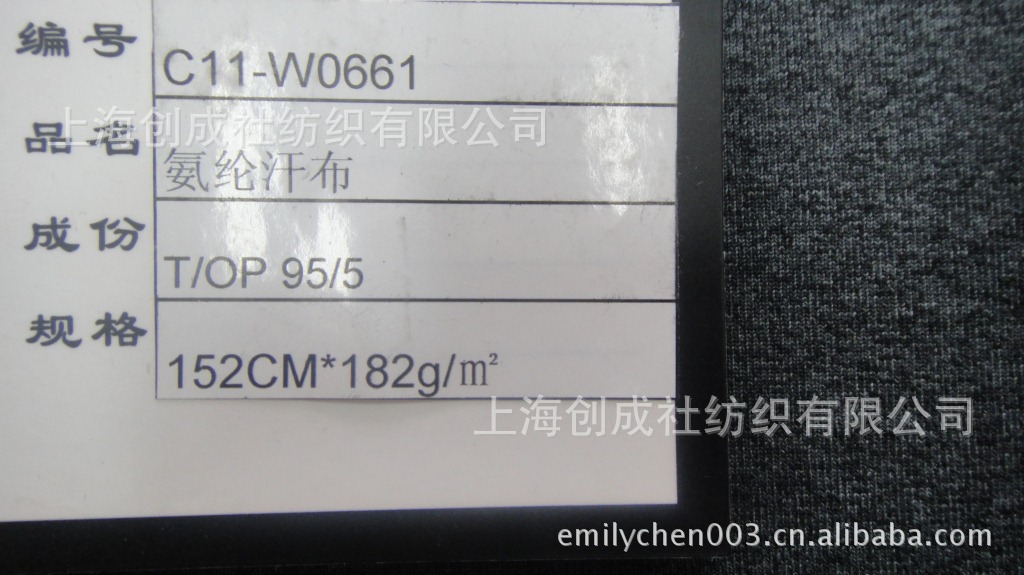 编号 C11-W0661
上海创成社纺织有限公司
品名 氨纶汗布
成份 T/OP 95/5
规格 152CM*182g/㎡
上海创成社纺织有限公司
emilychen003.cn.alibaba.com